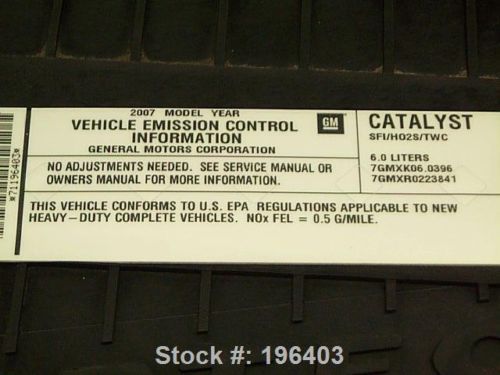 2007 MODEL YEAR
VEHICLE EMISSION CONTROL
INFORMATION
GENERAL MOTORS CORPORATION
GM
CATALYST
SFI/HO2S/TWC
NO ADJUSTMENTS NEEDED. SEE SERVICE MANUAL OR
OWNERS MANUAL FOR MORE INFORMATION.
6.0 LITERS
7GMXK06.0396
7GMXR0223841
THIS VEHICLE CONFORMS TO U.S. EPA REGULATIONS APPLICABLE TO NEW
HEAVY-DUTY COMPLETE VEHICLES. NOx FEL = 0.5 G/MILE.
*71196403*
Stock #: 196403